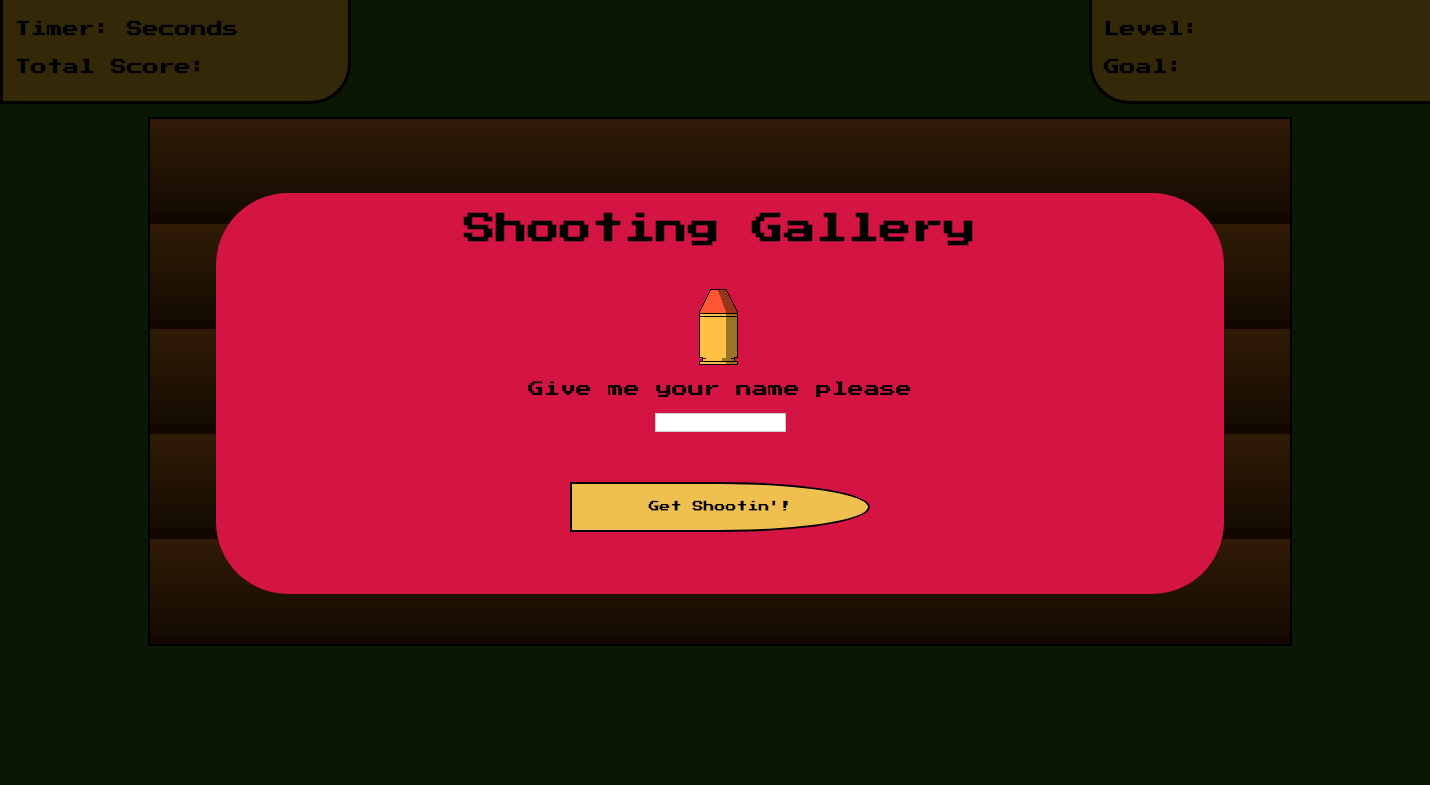 Timer: Seconds
Total Score:
Level:
Goal:
Shooting Gallery
Give me your name please
Get Shootin'!